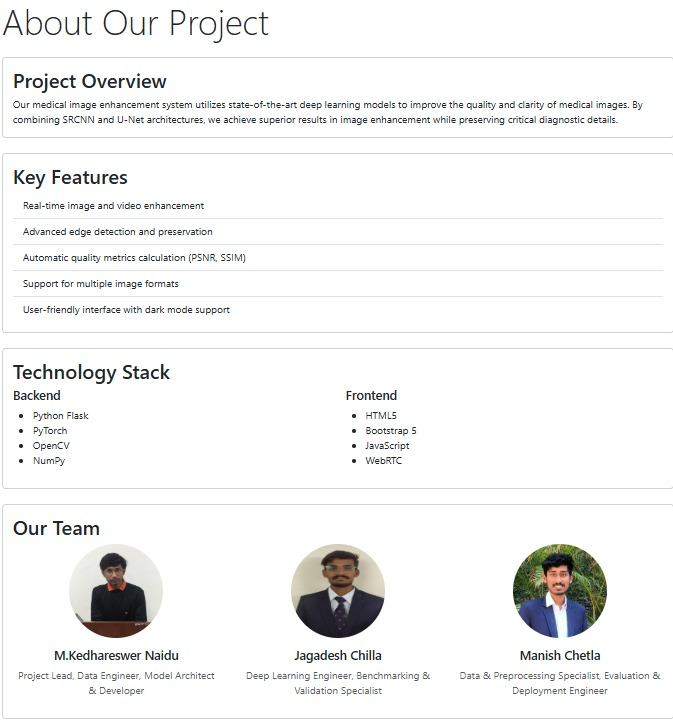 About Our Project
Project Overview
Our medical image enhancement system utilizes state-of-the-art deep learning models to improve the quality and clarity of medical images. By
combining SRCNN and U-Net architectures, we achieve superior results in image enhancement while preserving critical diagnostic details.
Key Features
Real-time image and video enhancement
Advanced edge detection and preservation
Automatic quality metrics calculation (PSNR, SSIM)
Support for multiple image formats
User-friendly interface with dark mode support
Technology Stack
Backend
• Python Flask
• PyTorch
• OpenCV
• NumPy
Frontend
• HTML5
• Bootstrap 5
• JavaScript
• WebRTC
Our Team
M.Kedhareswer Naidu
Project Lead, Data Engineer, Model Architect
& Developer
Jagadesh Chilla
Deep Learning Engineer, Benchmarking &
Validation Specialist
Manish Chetla
Data & Preprocessing Specialist, Evaluation &
Deployment Engineer